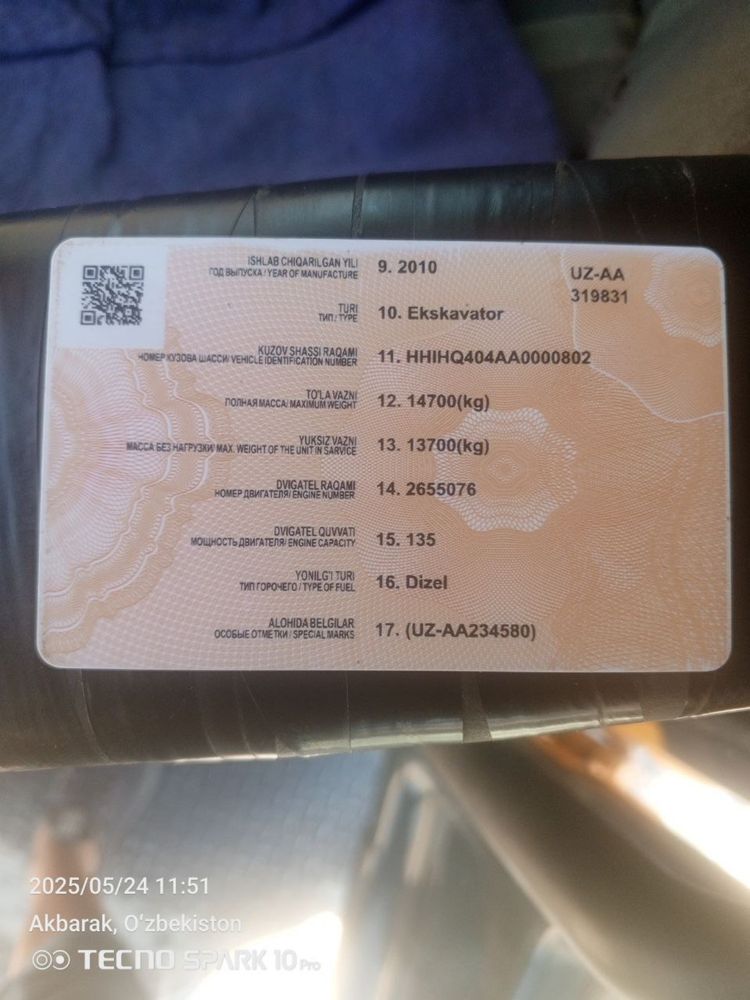 ISHLAB CHIQARILGAN YILI
ГОД ВЫПУСКА / YEAR OF MANUFACTURE
9. 2010
UZ-AA
319831
TURI
ТИП / TYPE
10. Ekskavator
KUZOV SHASSI RAQAMI
НОМЕР КУЗОВА ШАССИ/ VEHICLE IDENTIFICATION NUMBER
11. HHIHQ404AA0000802
TO'LA VAZNI
ПОЛНАЯ МАССА/ MAXIMUM WEIGHT
12. 14700(kg)
YUKSIZ VAZNI
МАССА БЕЗ НАГРУЗКИ/ MAX. WEIGHT OF THE UNIT IN SARVICE
13. 13700(kg)
DVIGATEL RAQAMI
НОМЕР ДВИГАТЕЛЯ/ ENGINE NUMBER
14. 2655076
DVIGATEL QUVVATI
МОЩНОСТЬ ДВИГАТЕЛЯ/ ENGINE CAPACITY
15. 135
YONILG'I TURI
ТИП ГОРОЧЕГО / TYPE OF FUEL
16. Dizel
ALOHIDA BELGILAR
ОСОБЫЕ ОТМЕТКИ / SPECIAL MARKS
17. (UZ-AA234580)
2025/05/24 11:51
Akbarak, Oʻzbekiston
TECNO SPARK 10 Pro